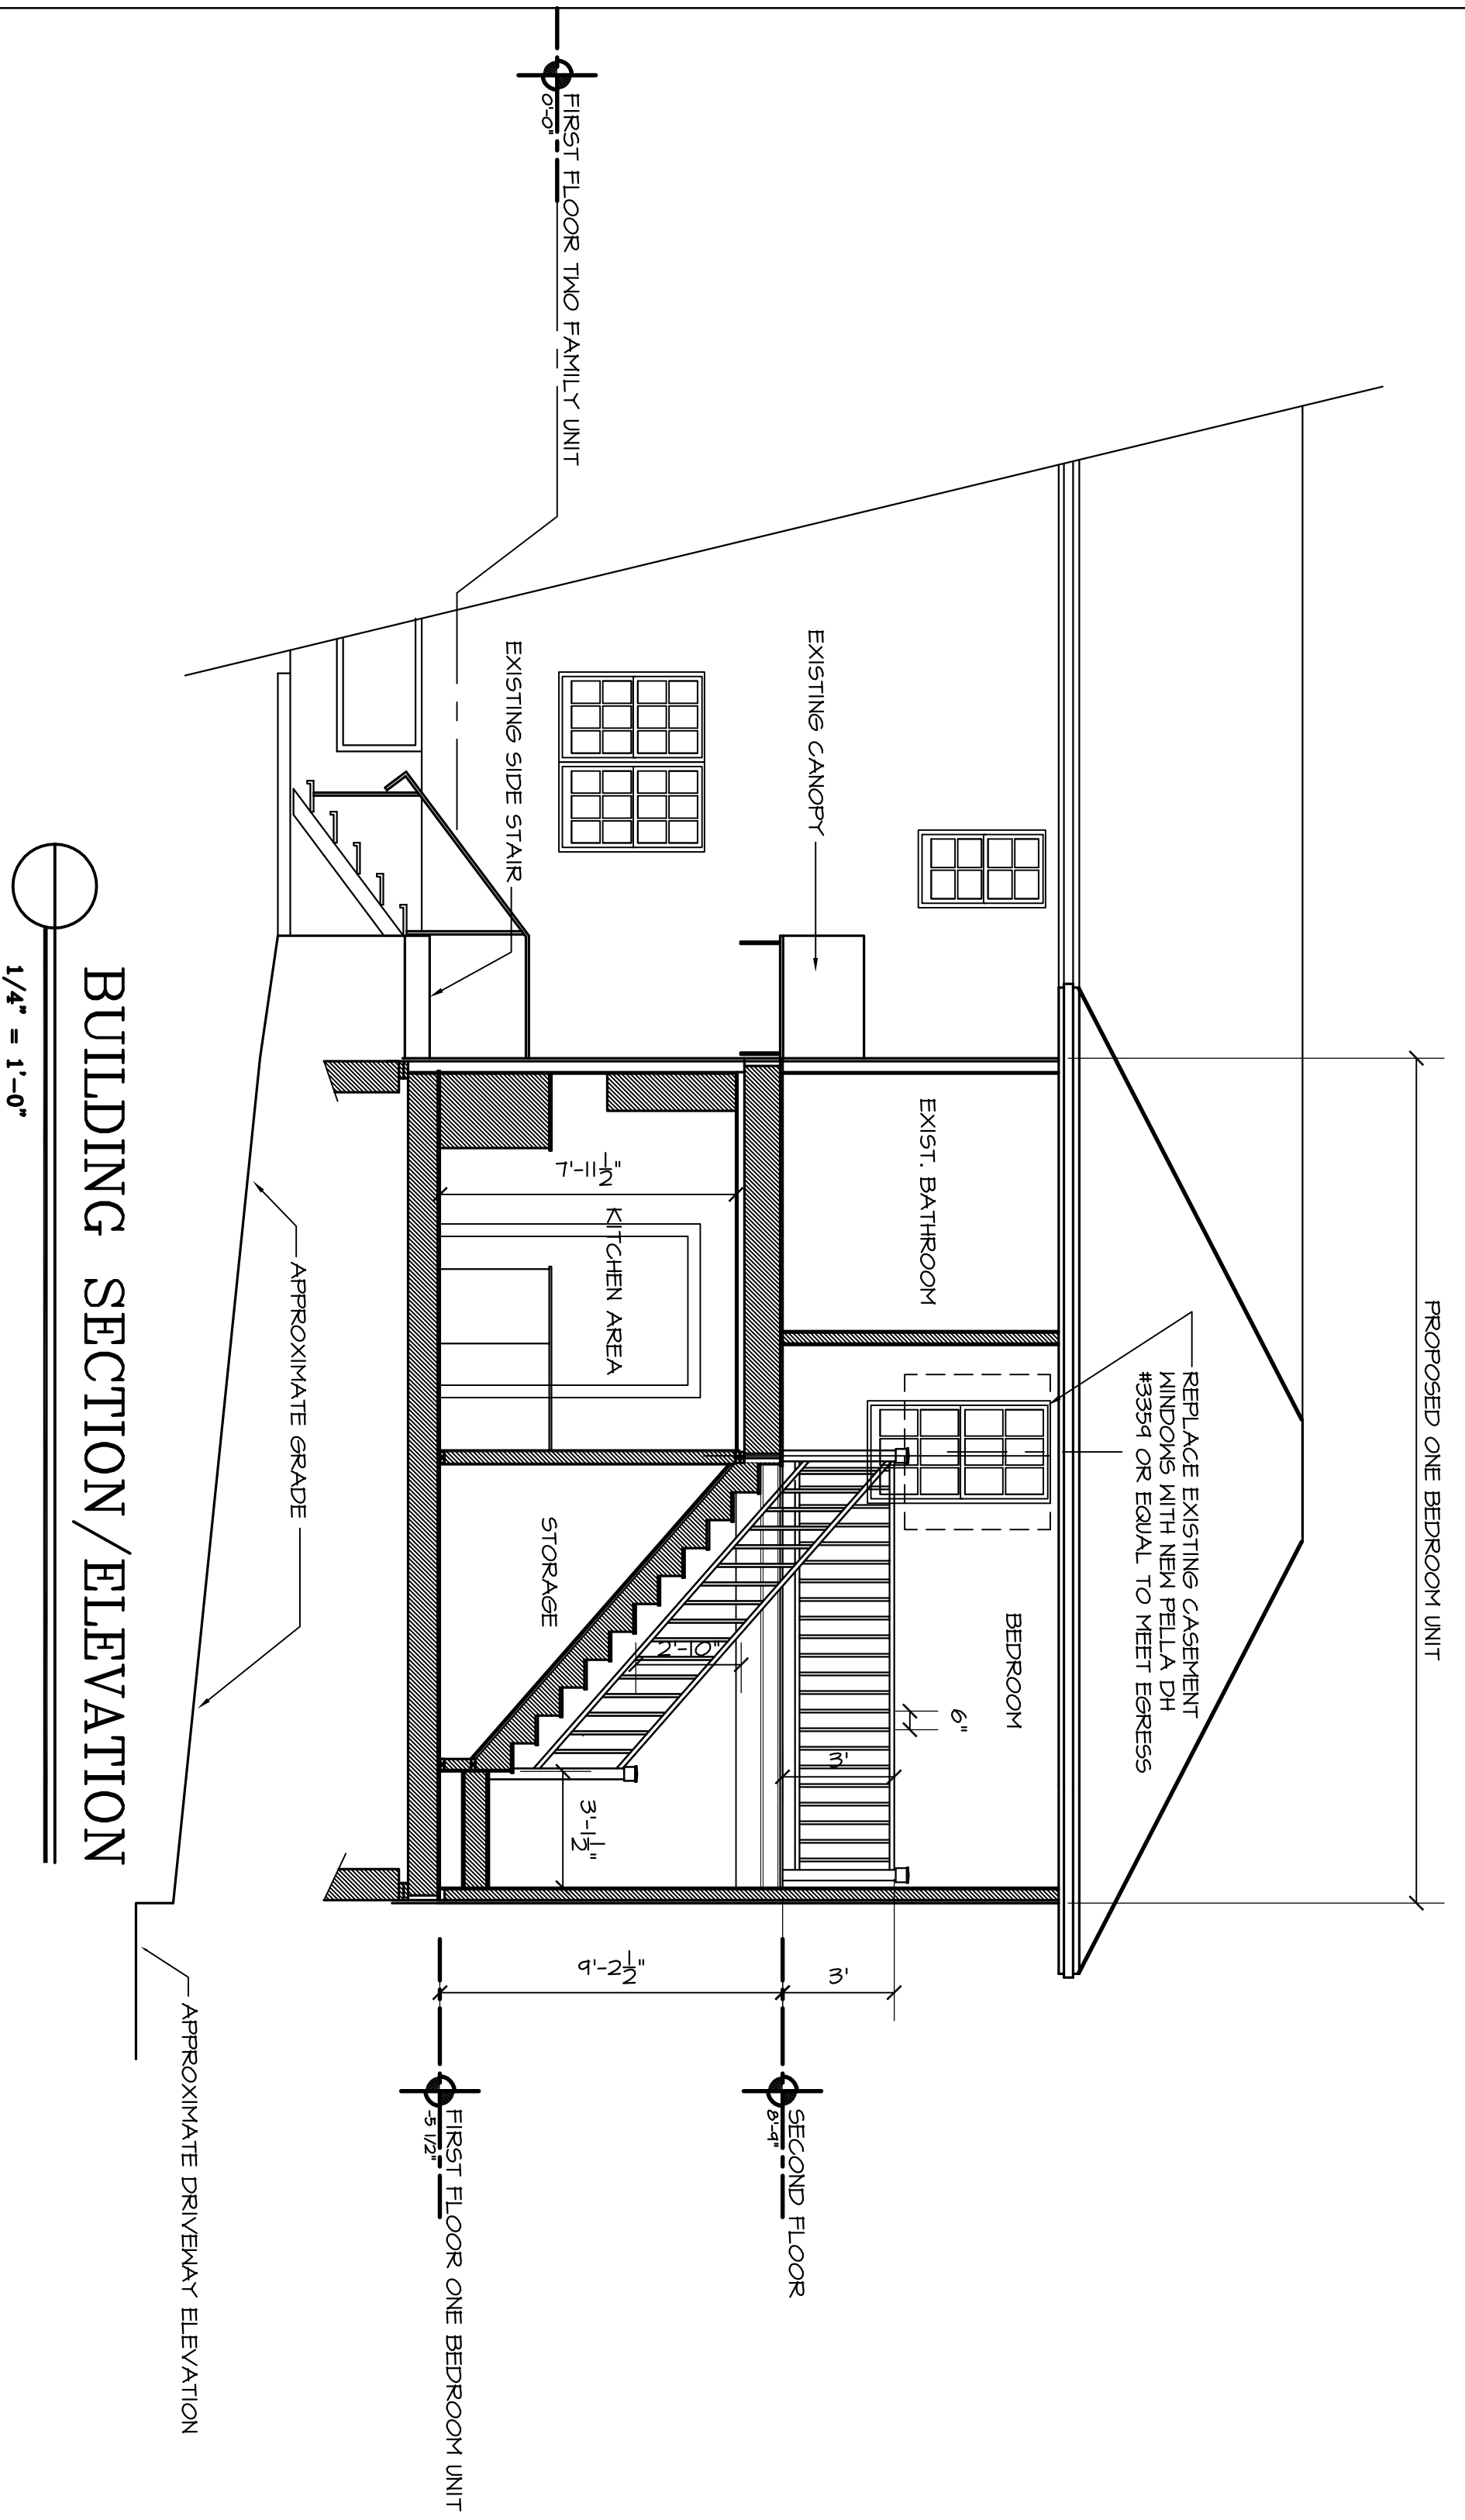 PROPOSED ONE BEDROOM UNIT
REPLACE EXISTING CASEMENT
WINDOWS WITH NEW PELLA DH
#3359 OR EQUAL TO MEET EGRESS
BEDROOM
6"
EXIST. BATHROOM
3'
3'
EXISTING CANOPY
SECOND FLOOR
8'-9"
2'-10"
7'-11 1/2"
KITCHEN AREA
9'-2 1/2"
3'-1 1/2"
STORAGE
FIRST FLOOR TWO FAMILY UNIT
0'-0"
EXISTING SIDE STAIR
FIRST FLOOR ONE BEDROOM UNIT
-5 1/2"
APPROXIMATE GRADE
APPROXIMATE DRIVEWAY ELEVATION
BUILDING SECTION/ELEVATION
1/4" = 1'-0"